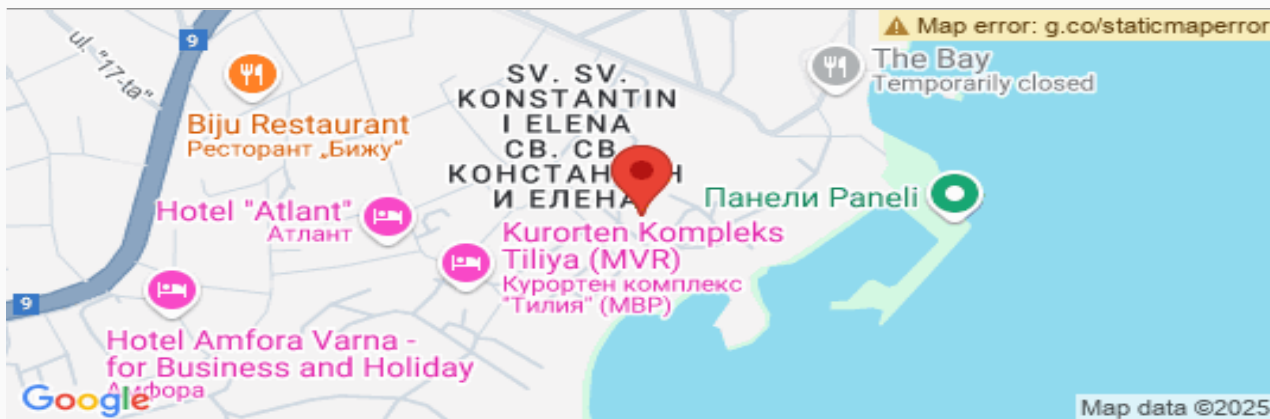 Map error: g.co/staticmaperror
9
ul. "17-ta"
The Bay
Temporarily closed
SV. SV.
KONSTANTIN
I ELENA
СВ. СВ.
И ЕЛЕНА
Biju Restaurant
Ресторант „Бижу“
Панели Paneli
Hotel "Atlant"
Атлант
Kurorten Kompleks
Tiliya (MVR)
Курортен комплекс
"Тилия" (МВР)
9
Hotel Amfora Varna -
for Business and Holiday
Амфора
Google
Map data ©2025